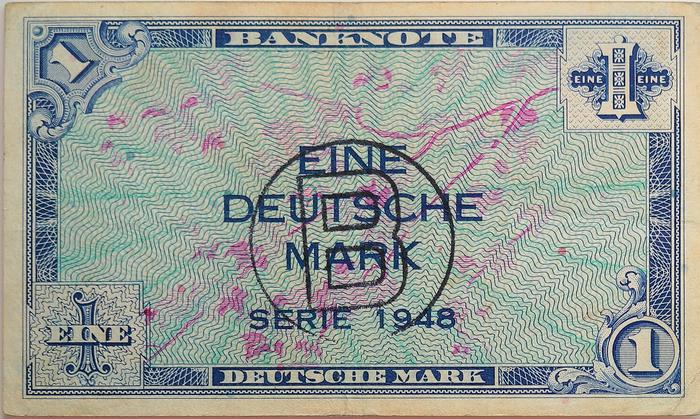 1
BANKNOTE
EINE 1 EINE
EINE
DEUTSCHE
MARK
B
SERIE 1948
1
EINE
DEUTSCHE MARK
1